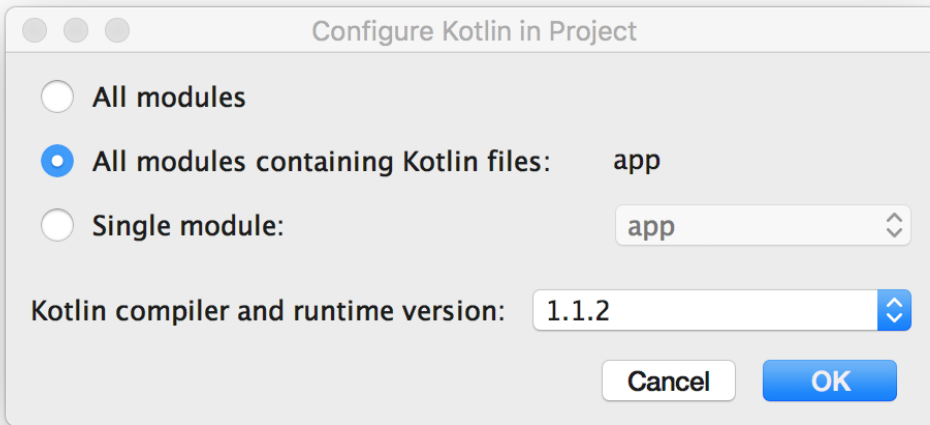 Configure Kotlin in Project
All modules
All modules containing Kotlin files: app
Single module: app
Kotlin compiler and runtime version: 1.1.2
Cancel OK